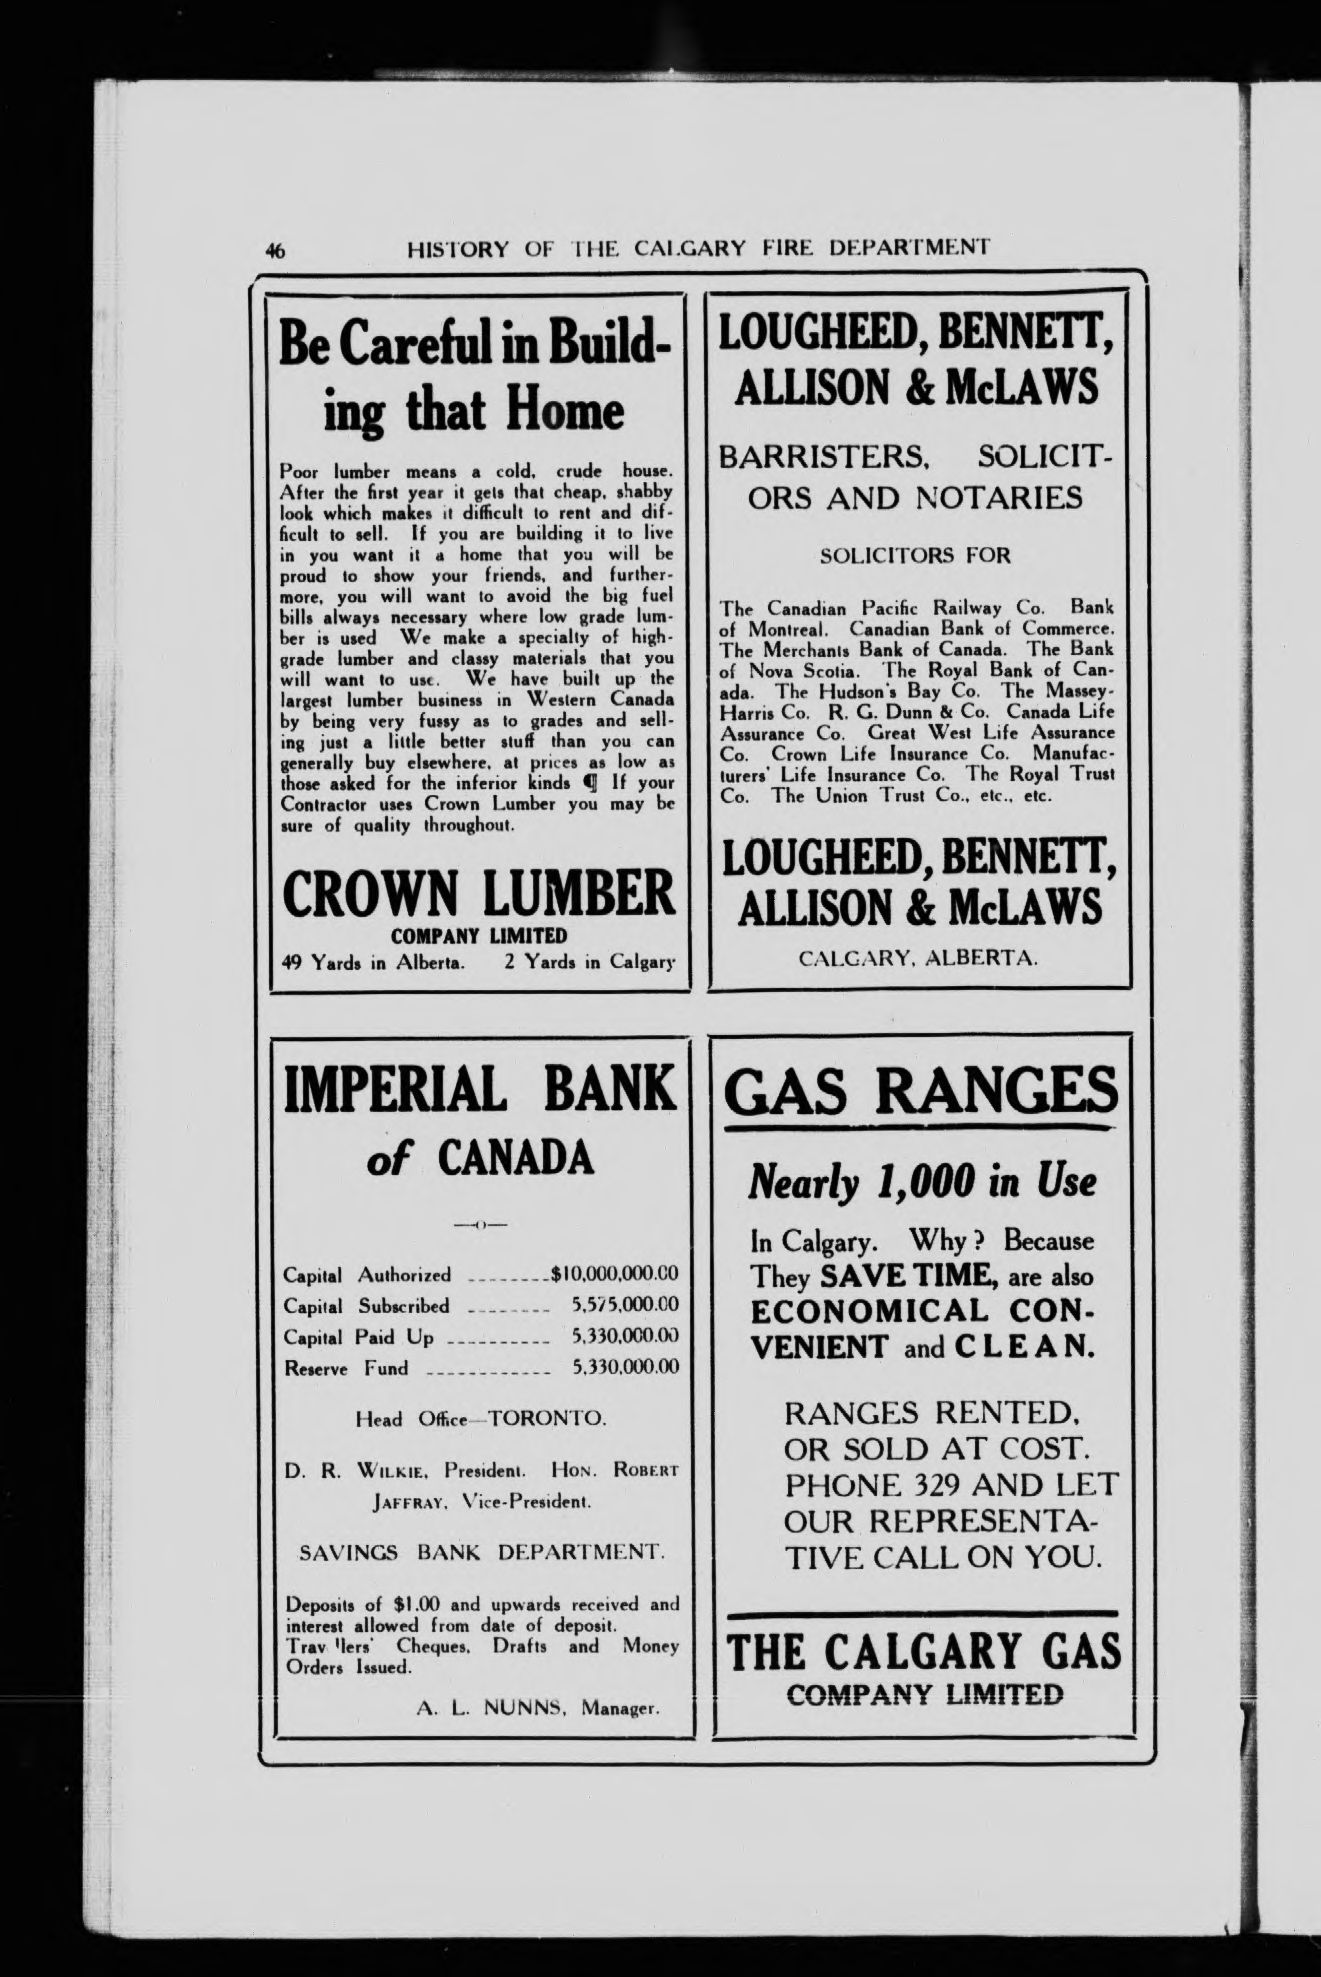 46 HISTORY OF THE CALGARY FIRE DEPARTMENT
Be Careful in Build-
ing that Home
Poor lumber means a cold, crude house.
After the first year it gets that cheap, shabby
look which makes it difficult to rent and dif-
ficult to sell. If you are building it to live
in you want it a home that you will be
proud to show your friends, and further-
more, you will want to avoid the big fuel
bills always necessary where low grade lum-
ber is used We make a specialty of high-
grade lumber and classy materials that you
will want to use. We have built up the
largest lumber business in Western Canada
by being very fussy as to grades and sell-
ing just a little better stuff than you can
generally buy elsewhere, at prices as low as
those asked for the inferior kinds ¶ If your
Contractor uses Crown Lumber you may be
sure of quality throughout.
CROWN LUMBER
COMPANY LIMITED
49 Yards in Alberta. 2 Yards in Calgary
LOUGHEED, BENNETT,
ALLISON & McLAWS
BARRISTERS, SOLICIT-
ORS AND NOTARIES
SOLICITORS FOR
The Canadian Pacific Railway Co. Bank
of Montreal. Canadian Bank of Commerce.
The Merchants Bank of Canada. The Bank
of Nova Scotia. The Royal Bank of Can-
ada. The Hudson's Bay Co. The Massey-
Harris Co. R. G. Dunn & Co. Canada Life
Assurance Co. Great West Life Assurance
Co. Crown Life Insurance Co. Manufac-
turers' Life Insurance Co. The Royal Trust
Co. The Union Trust Co., etc., etc.
LOUGHEED, BENNETT,
ALLISON & McLAWS
CALGARY, ALBERTA.
IMPERIAL BANK
of CANADA
Capital Authorized $10,000,000.00
Capital Subscribed 5,575,000.00
Capital Paid Up 5,330,000.00
Reserve Fund 5,330,000.00
Head Office—TORONTO.
D. R. WILKIE, President. HON. ROBERT
JAFFRAY, Vice-President.
SAVINGS BANK DEPARTMENT.
Deposits of $1.00 and upwards received and
interest allowed from date of deposit.
Trav'llers' Cheques, Drafts and Money
Orders Issued.
A. L. NUNNS, Manager.
GAS RANGES
Nearly 1,000 in Use
In Calgary. Why? Because
They SAVE TIME, are also
ECONOMICAL CON-
VENIENT and CLEAN.
RANGES RENTED,
OR SOLD AT COST.
PHONE 329 AND LET
OUR REPRESENTA-
TIVE CALL ON YOU.
THE CALGARY GAS
COMPANY LIMITED